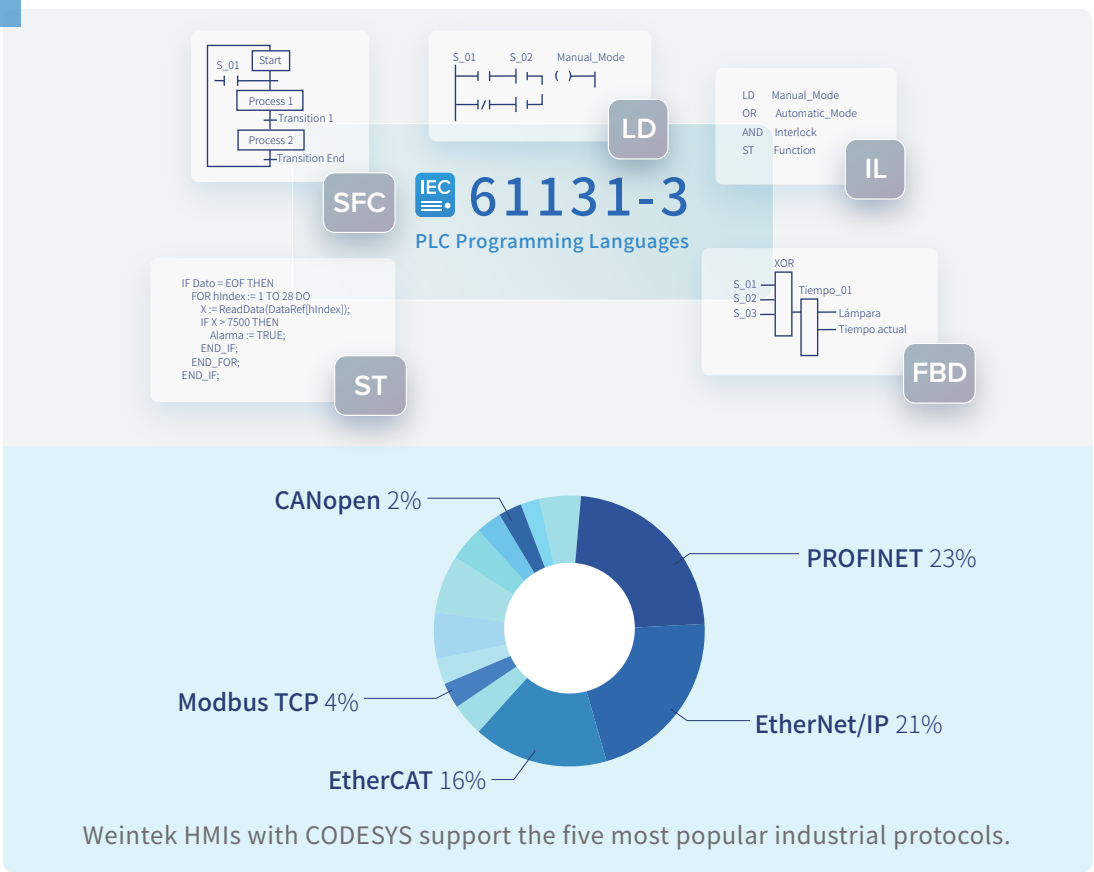 S_01
Start
Process 1
Transition 1
Process 2
Transition End
SFC
S_01 S_02 Manual_Mode
LD
LD Manual_Mode
OR Automatic_Mode
AND Interlock
ST Function
IL
IEC 61131-3
PLC Programming Languages
IF Dato = EOF THEN
FOR hIndex := 1 TO 28 DO
X := ReadData(DataRef[hIndex]);
IF X > 7500 THEN
Alarma := TRUE;
END_IF;
END_FOR;
END_IF;
ST
XOR
S_01
S_02
S_03
Tiempo_01
Lámpara
Tiempo actual
FBD
CANopen 2%
PROFINET 23%
Modbus TCP 4%
EtherNet/IP 21%
EtherCAT 16%
Weintek HMIs with CODESYS support the five most popular industrial protocols.